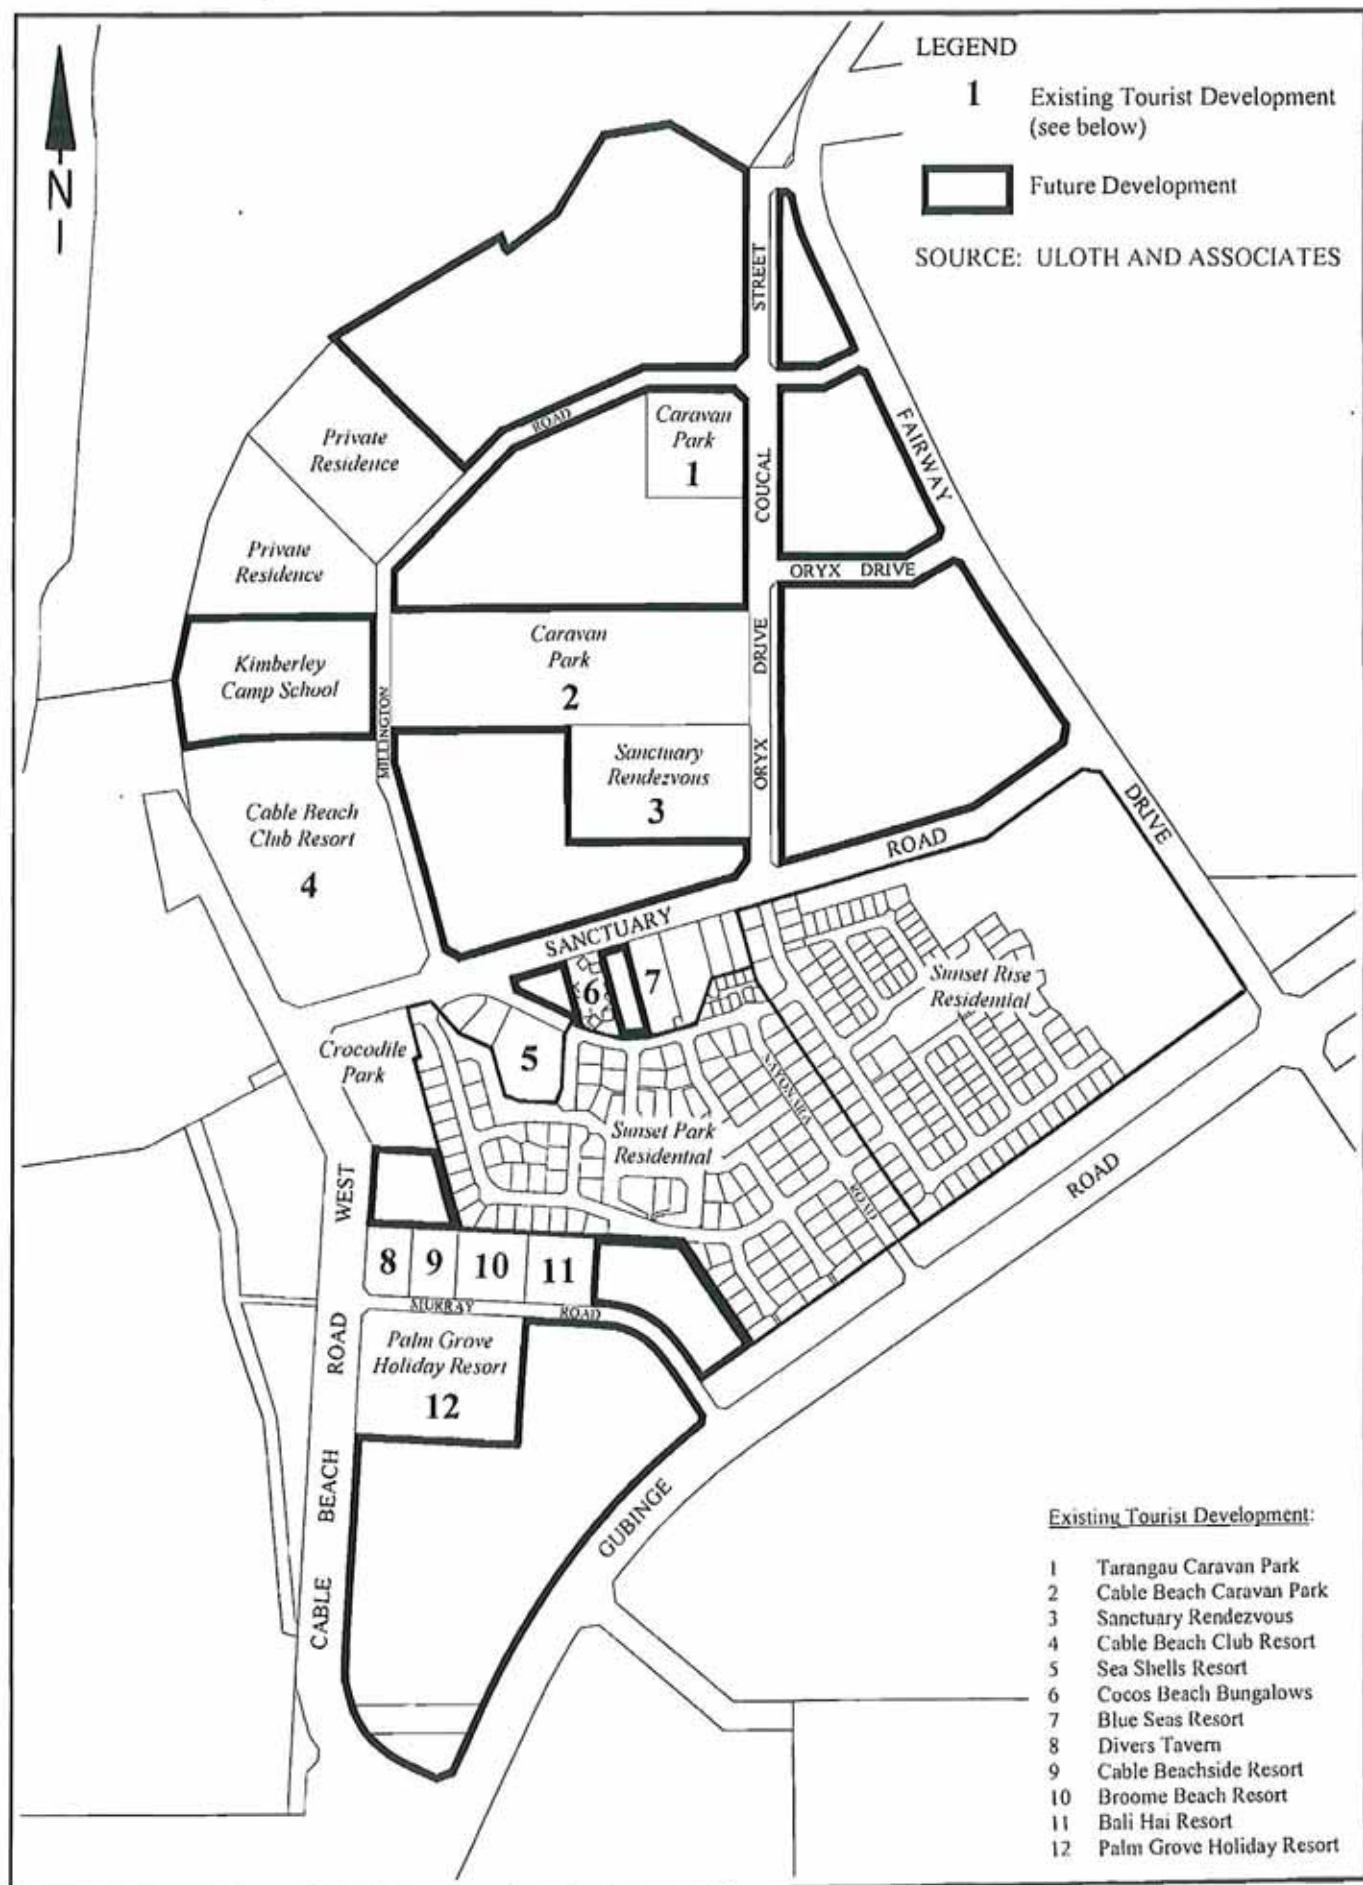 LEGEND
1
Existing Tourist Development
(see below)
Future Development
SOURCE: ULOTH AND ASSOCIATES
N
STREET
ROAD
Caravan
Park
1
FAIRWAY
Private
Residence
COUCAL
Private
Residence
ORYX DRIVE
Caravan
Park
2
DRIVE
Kimberley
Camp School
MILLINGTON
Sanctuary
Rendezvous
3
ORYX
DRIVE
Cable Beach
Club Resort
4
ROAD
SANCTUARY
6
7
Sunset Rise
Residential
Crocodile
Park
5
SAYONARA
Sunset Park
Residential
ROAD
ROAD
WEST
8
9
10
11
MURRAY
ROAD
ROAD
Palm Grove
Holiday Resort
12
BEACH
GUBINGE
CABLE
Existing Tourist Development:
1 Tarangau Caravan Park
2 Cable Beach Caravan Park
3 Sanctuary Rendezvous
4 Cable Beach Club Resort
5 Sea Shells Resort
6 Cocos Beach Bungalows
7 Blue Seas Resort
8 Divers Tavern
9 Cable Beachside Resort
10 Broome Beach Resort
11 Bali Hai Resort
12 Palm Grove Holiday Resort